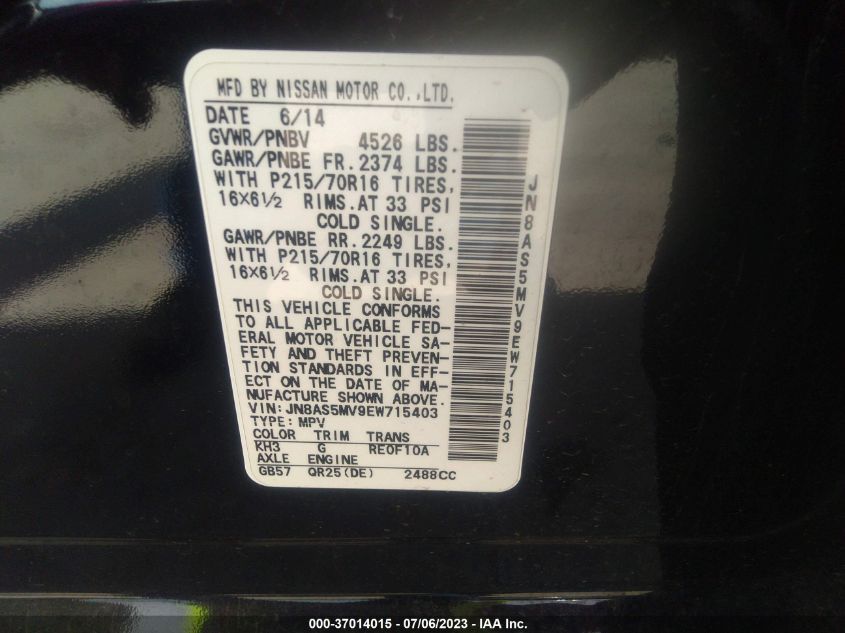 MFD BY NISSAN MOTOR CO.,LTD.
DATE 6/14
GVWR/PNBV 4526 LBS.
GAWR/PNBE FR. 2374 LBS.
WITH P215/70R16 TIRES,
16×6½ RIMS. AT 33 PSI
COLD SINGLE.
GAWR/PNBE RR. 2249 LBS.
WITH P215/70R16 TIRES,
16×6½ RIMS. AT 33 PSI
COLD SINGLE.
THIS VEHICLE CONFORMS
TO ALL APPLICABLE FED-
ERAL MOTOR VEHICLE SA-
FETY AND THEFT PREVEN-
TION STANDARDS IN EFF-
ECT ON THE DATE OF MA-
NUFACTURE SHOWN ABOVE.
VIN: JN8AS5MV9EW715403
TYPE: MPV
COLOR TRIM TRANS
KH3 G RE0F10A
AXLE ENGINE
GB57 QR25(DE) 2488CC
JN8AS5MV9EW715403
000-37014015 - 07/06/2023 - © IAA Inc.